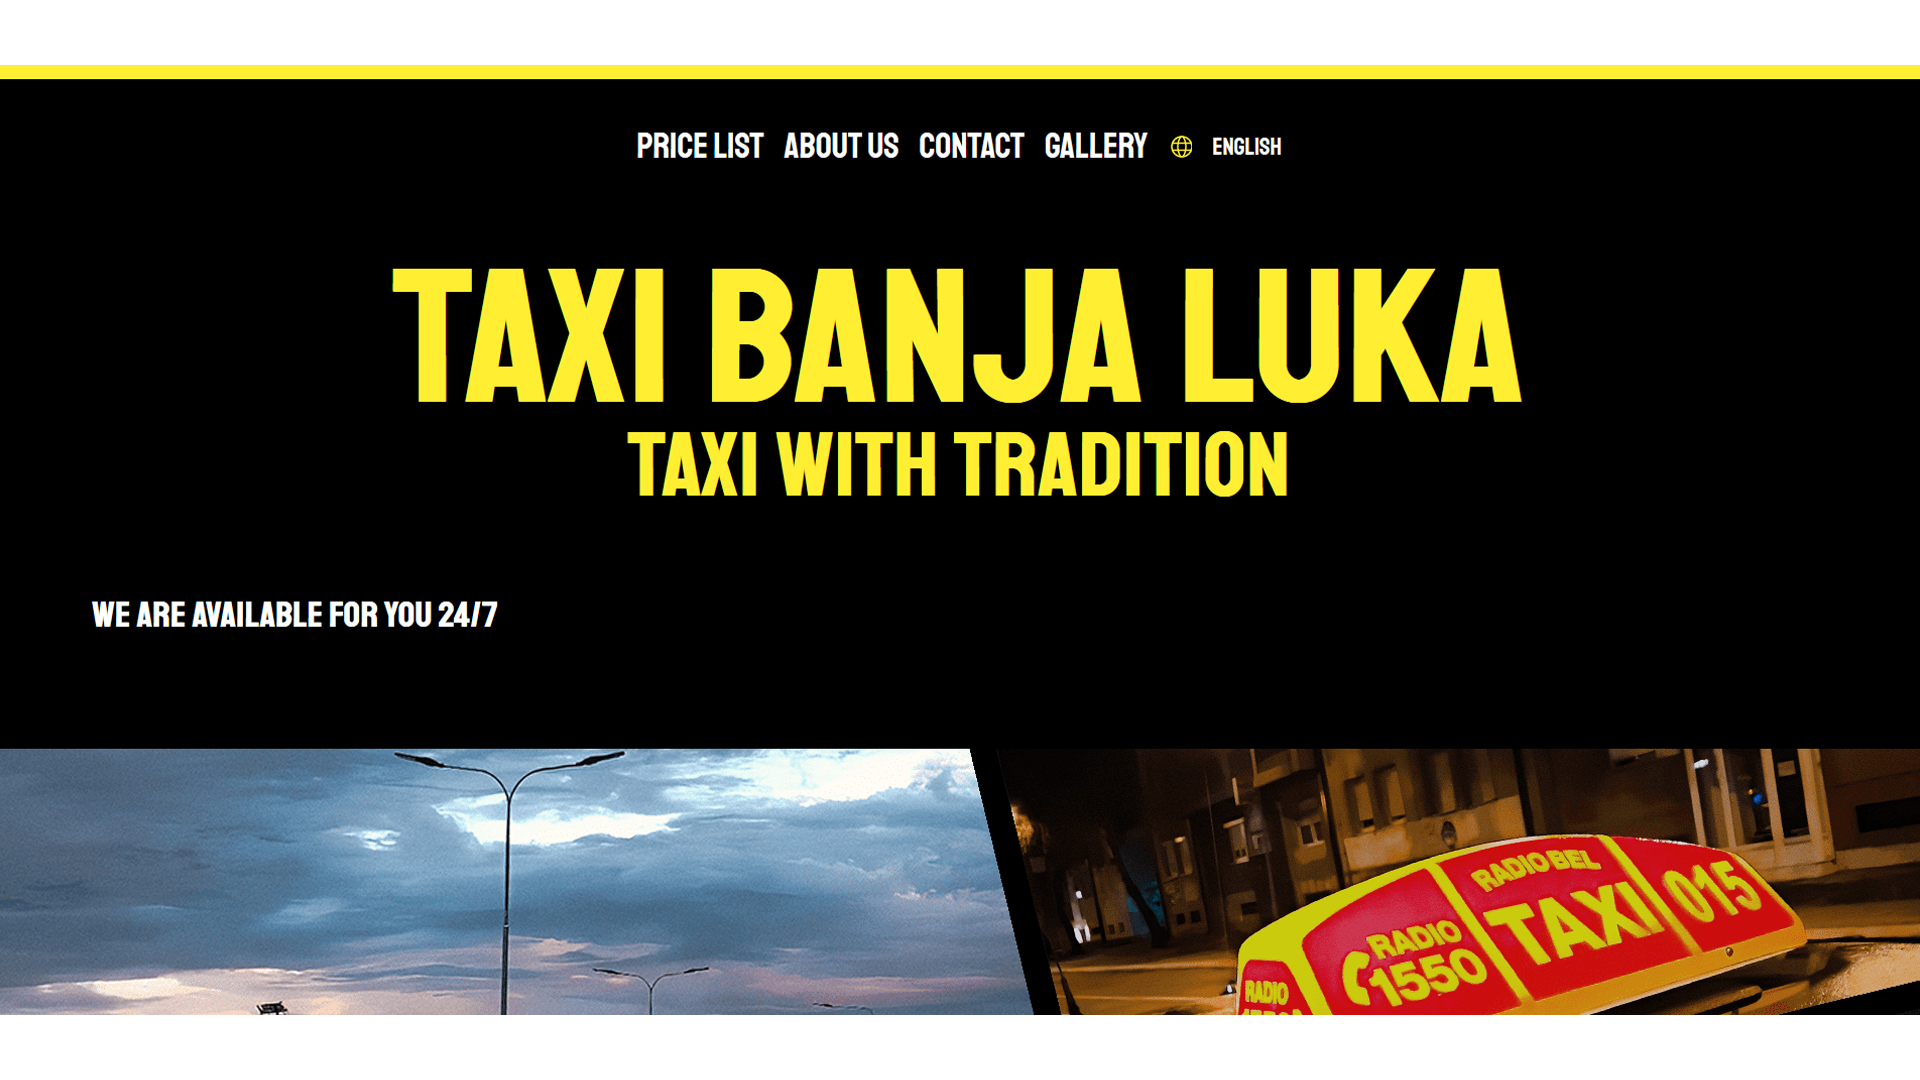 PRICE LIST ABOUT US CONTACT GALLERY ENGLISH
TAXI BANJA LUKA
TAXI WITH TRADITION
WE ARE AVAILABLE FOR YOU 24/7
RADIO BEL
TAXI
015
RADIO
1550
RADIO